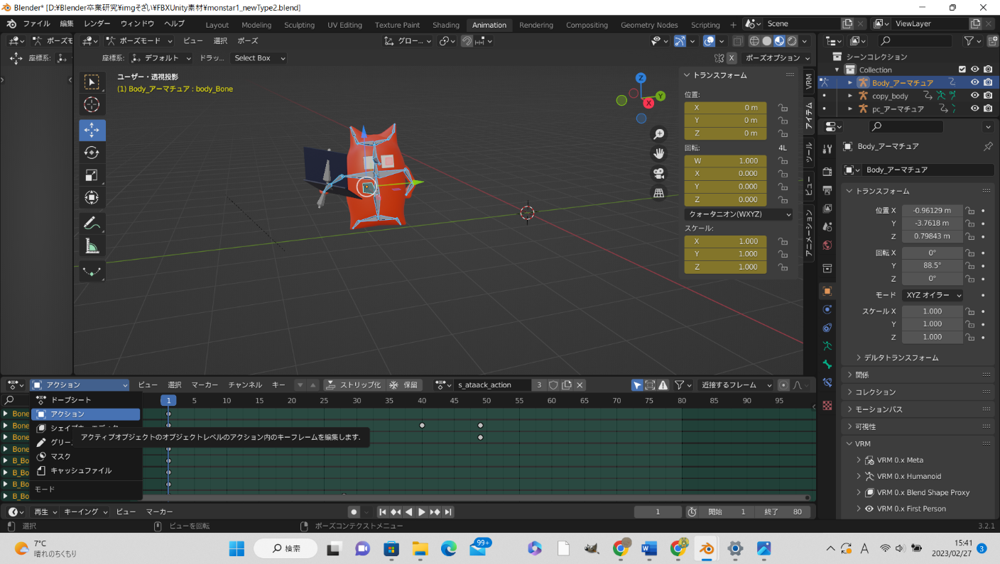 Blender* [D:¥Blender卒業研究¥imgそざい¥FBXUnity素材¥monstar1_newType2.blend]
ファイル 編集 レンダー ウィンドウ ヘルプ Layout Modeling Sculpting UV Editing Texture Paint Shading Animation Rendering Compositing Geometry Nodes Scripting + Scene ViewLayer
ポーズモ ポーズモード ビュー 選択 ポーズ グロー...
座標系: 座標系: デフォルト ドラッ... Select Box X ポーズオプション
ユーザー・透視投影
(1) Body_アーマチュア : body_Bone
Z
Y
X
トランスフォーム
位置:
X 0 m
Y 0 m
Z 0 m
回転: 4L
W 1.000
X 0.000
Y 0.000
Z 0.000
クォータニオン(WXYZ)
スケール:
X 1.000
Y 1.000
Z 1.000
VRM
アイテム
ツール
ビュー
アニメーション
シーンコレクション
Collection
Body_アーマチュア
copy_body
pc_アーマチュア
Body_アーマチュア
Body_アーマチュア
トランスフォーム
位置 X -0.96129 m
Y -3.7618 m
Z 0.79843 m
回転 X 0°
Y 88.5°
Z 0°
モード XYZ オイラー
スケール X 1.000
Y 1.000
Z 1.000
デルタトランスフォーム
関係
コレクション
モーションパス
可視性
VRM
VRM 0.x Meta
VRM 0.x Humanoid
VRM 0.x Blend Shape Proxy
VRM 0.x First Person
アクション ビュー 選択 マーカー チャンネル キー ストリップ化 保留 s_ataack_action 3 近接するフレーム
1 5 10 15 20 25 30 35 40 45 50 55 60 65 70 75 80 85 90 95
Bone
Bone
Bone
Bone
B_Bo
B_Bo
B_Bo
B_Bo
ドープシート
アクション
グリー
マスク
キャッシュファイル
モード
アクティブオブジェクトのオブジェクトレベルのアクション内のキーフレームを編集します.
再生 キーイング ビュー マーカー 1 開始 1 終了 80
選択 ビューを回転 ポーズコンテクストメニュー 3.2.1
7°C
晴れのちくもり
検索
99+
A
15:41
2023/02/27
3